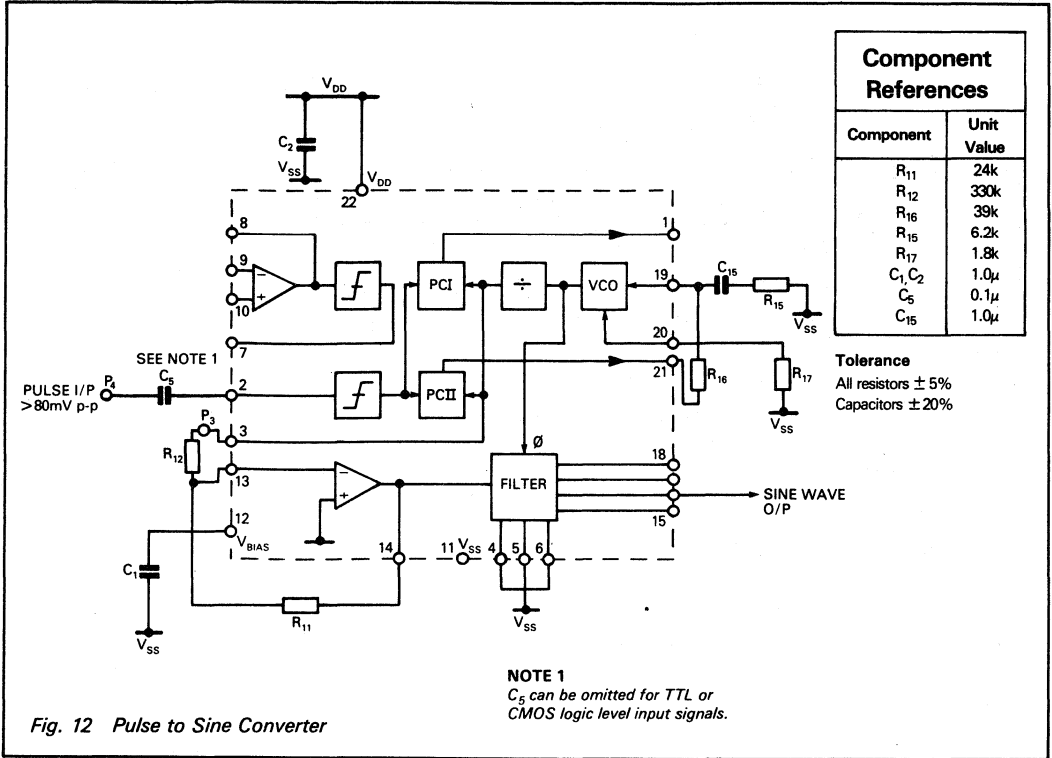 Component
References
Component
Unit
Value
R11 24k
R12 330k
R16 39k
R15 6.2k
R17 1.8k
C1,C2 1.0μ
C5 0.1μ
C15 1.0μ
Tolerance
All resistors ± 5%
Capacitors ±20%
VDD
C2
VSS
VDD
22
8
9
10
7
−
+
PCI
÷
VCO
1
19
C15
R15
VSS
20
21
R16
R17
VSS
SEE NOTE 1
C5
PULSE I/P
>80mV p-p
P4
2
PCII
P3
3
R12
13
−
+
Ø
FILTER
18
15
SINE WAVE
O/P
12
VBIAS
C1
VSS
14
11
VSS
4
5
6
VSS
R11
NOTE 1
C5 can be omitted for TTL or
CMOS logic level input signals.
Fig. 12 Pulse to Sine Converter